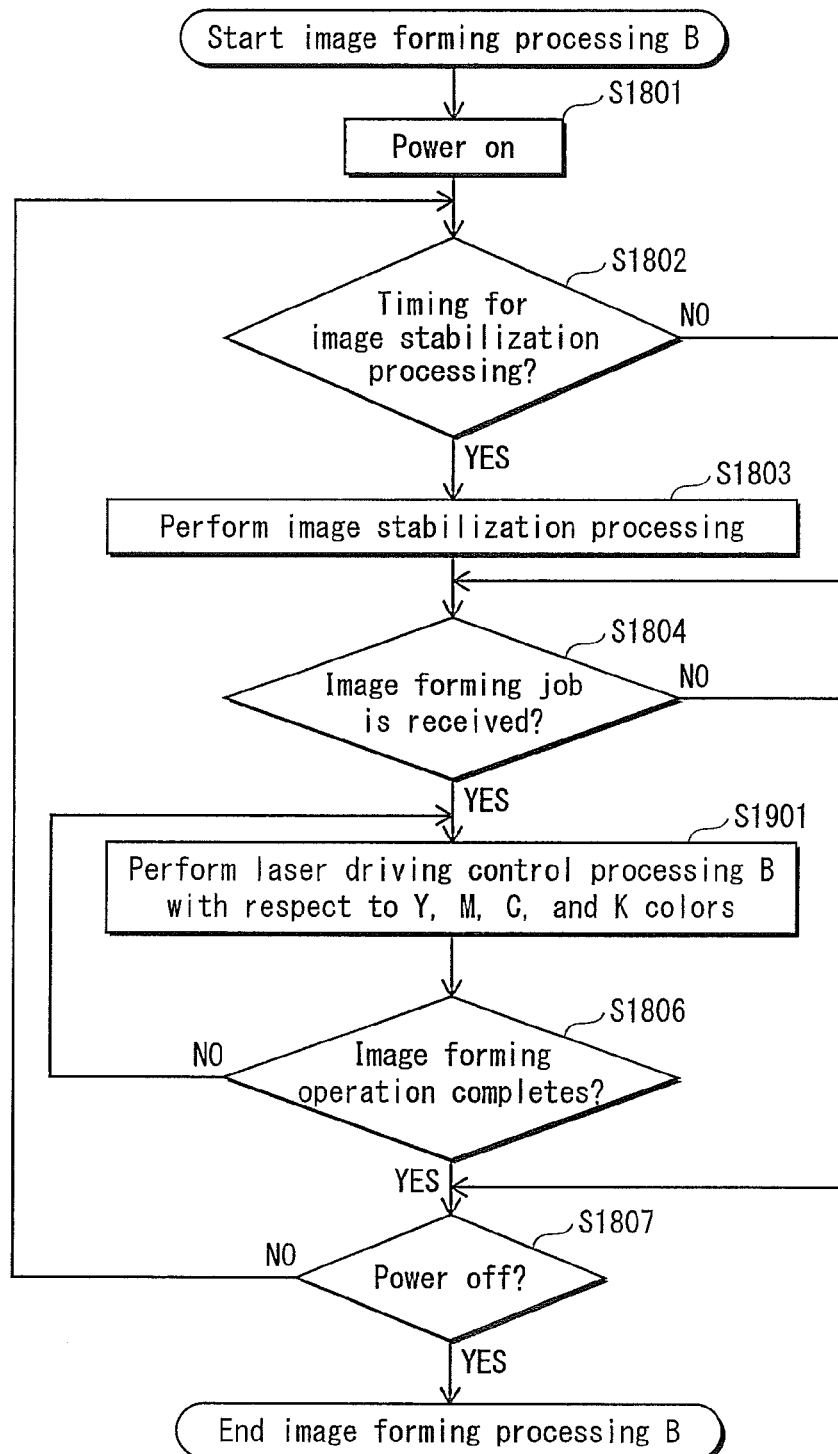 Start image forming processing B
S1801
Power on
S1802
Timing for
image stabilization
processing?
NO
YES
S1803
Perform image stabilization processing
S1804
Image forming job
is received?
NO
YES
S1901
Perform laser driving control processing B
with respect to Y, M, C, and K colors
S1806
Image forming
operation completes?
NO
YES
S1807
Power off?
NO
YES
End image forming processing B